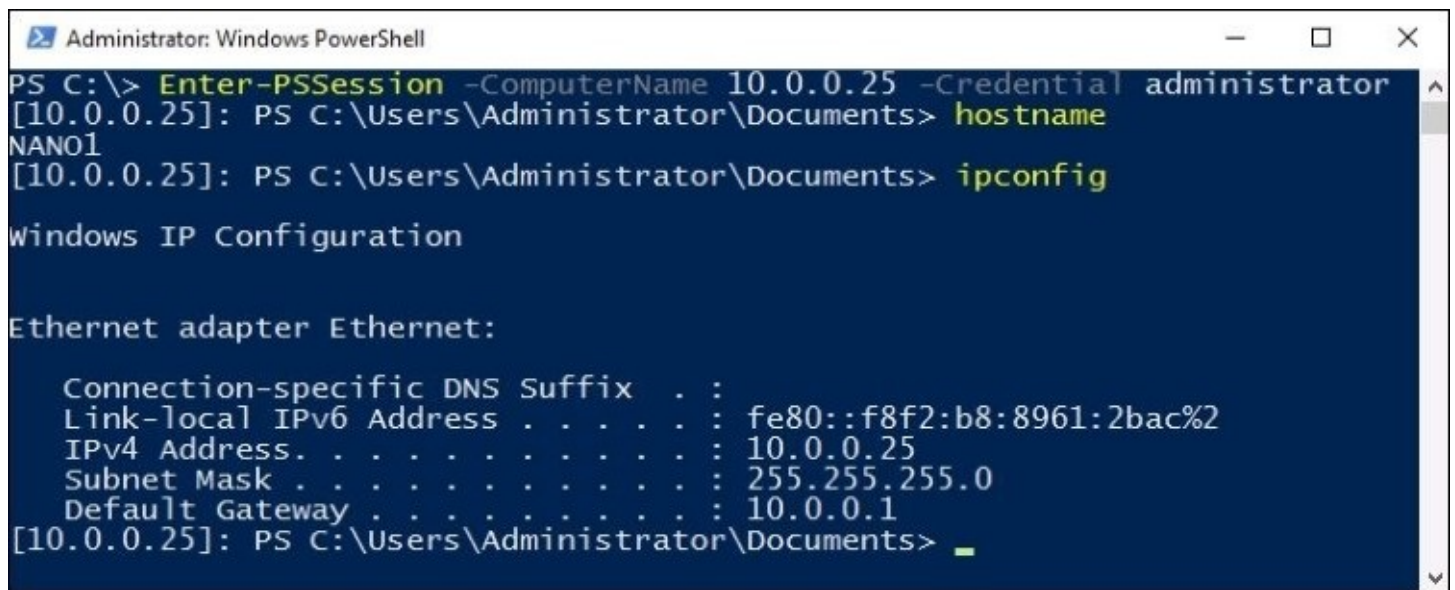 Administrator: Windows PowerShell
PS C:\> Enter-PSSession -ComputerName 10.0.0.25 -Credential administrator
[10.0.0.25]: PS C:\Users\Administrator\Documents> hostname
NANO1
[10.0.0.25]: PS C:\Users\Administrator\Documents> ipconfig
Windows IP Configuration
Ethernet adapter Ethernet:
Connection-specific DNS Suffix . :
Link-local IPv6 Address . . . . . : fe80::f8f2:b8:8961:2bac%2
IPv4 Address. . . . . . . . . . . : 10.0.0.25
Subnet Mask . . . . . . . . . . . : 255.255.255.0
Default Gateway . . . . . . . . . : 10.0.0.1
[10.0.0.25]: PS C:\Users\Administrator\Documents>